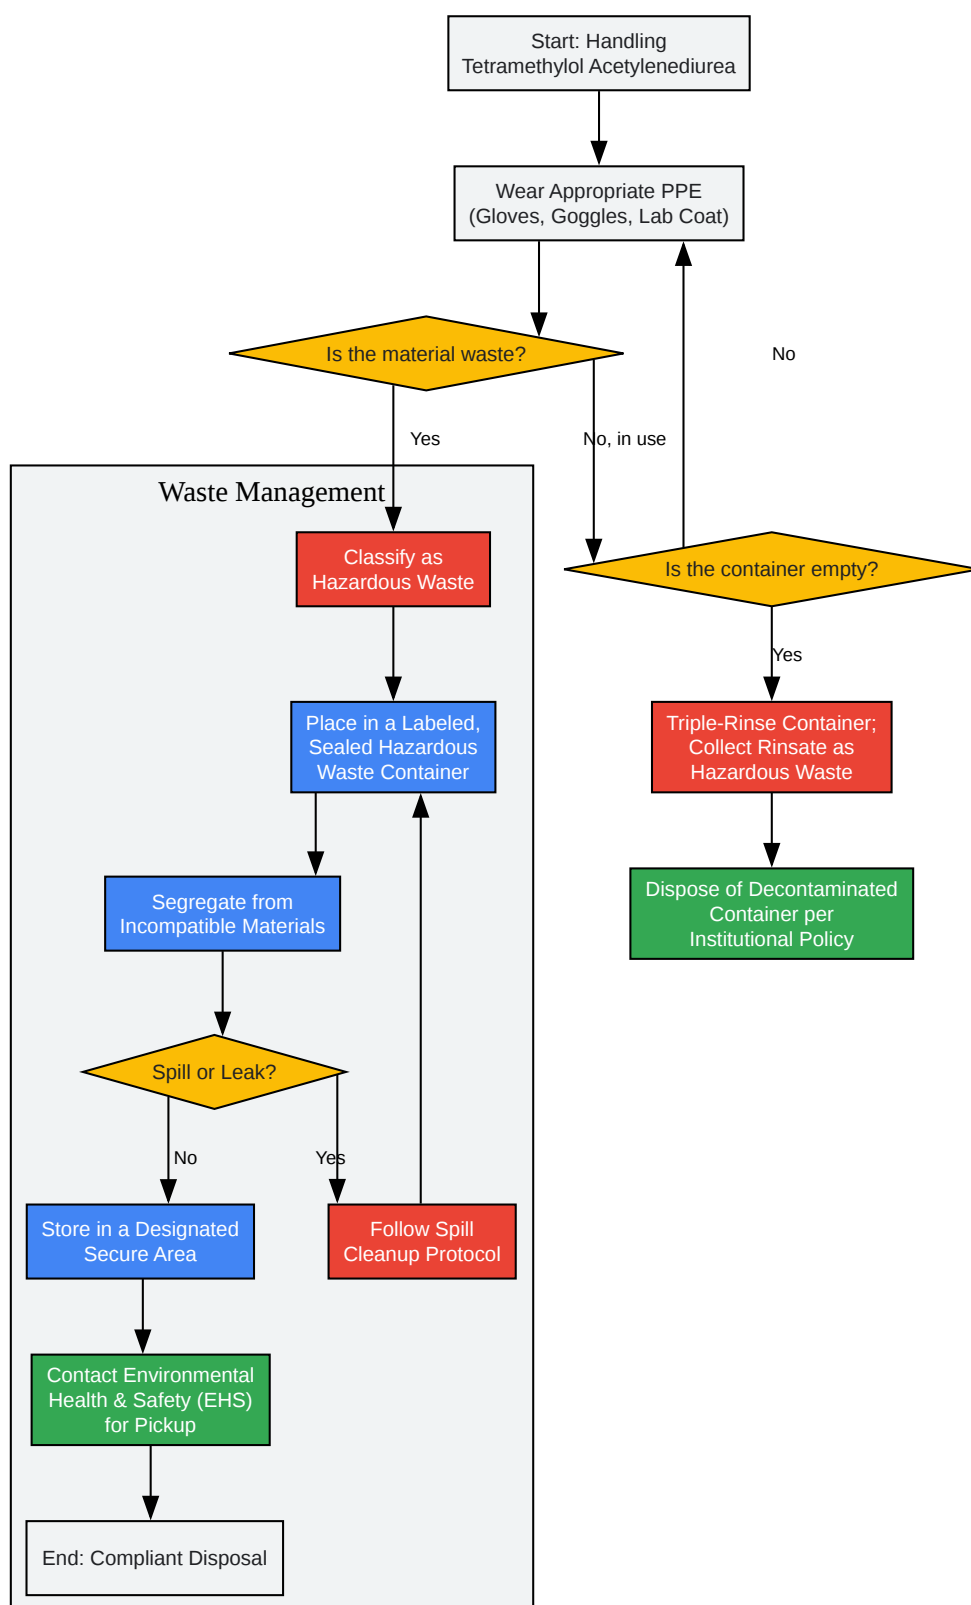 Start: Handling
Tetramethylol Acetylenediurea
Wear Appropriate PPE
(Gloves, Goggles, Lab Coat)
Is the material waste?
No
Yes
No, in use
Waste Management
Classify as
Hazardous Waste
Is the container empty?
Yes
Place in a Labeled,
Sealed Hazardous
Waste Container
Triple-Rinse Container;
Collect Rinsate as
Hazardous Waste
Segregate from
Incompatible Materials
Dispose of Decontaminated
Container per
Institutional Policy
Spill or Leak?
No
Yes
Store in a Designated
Secure Area
Follow Spill
Cleanup Protocol
Contact Environmental
Health & Safety (EHS)
for Pickup
End: Compliant Disposal